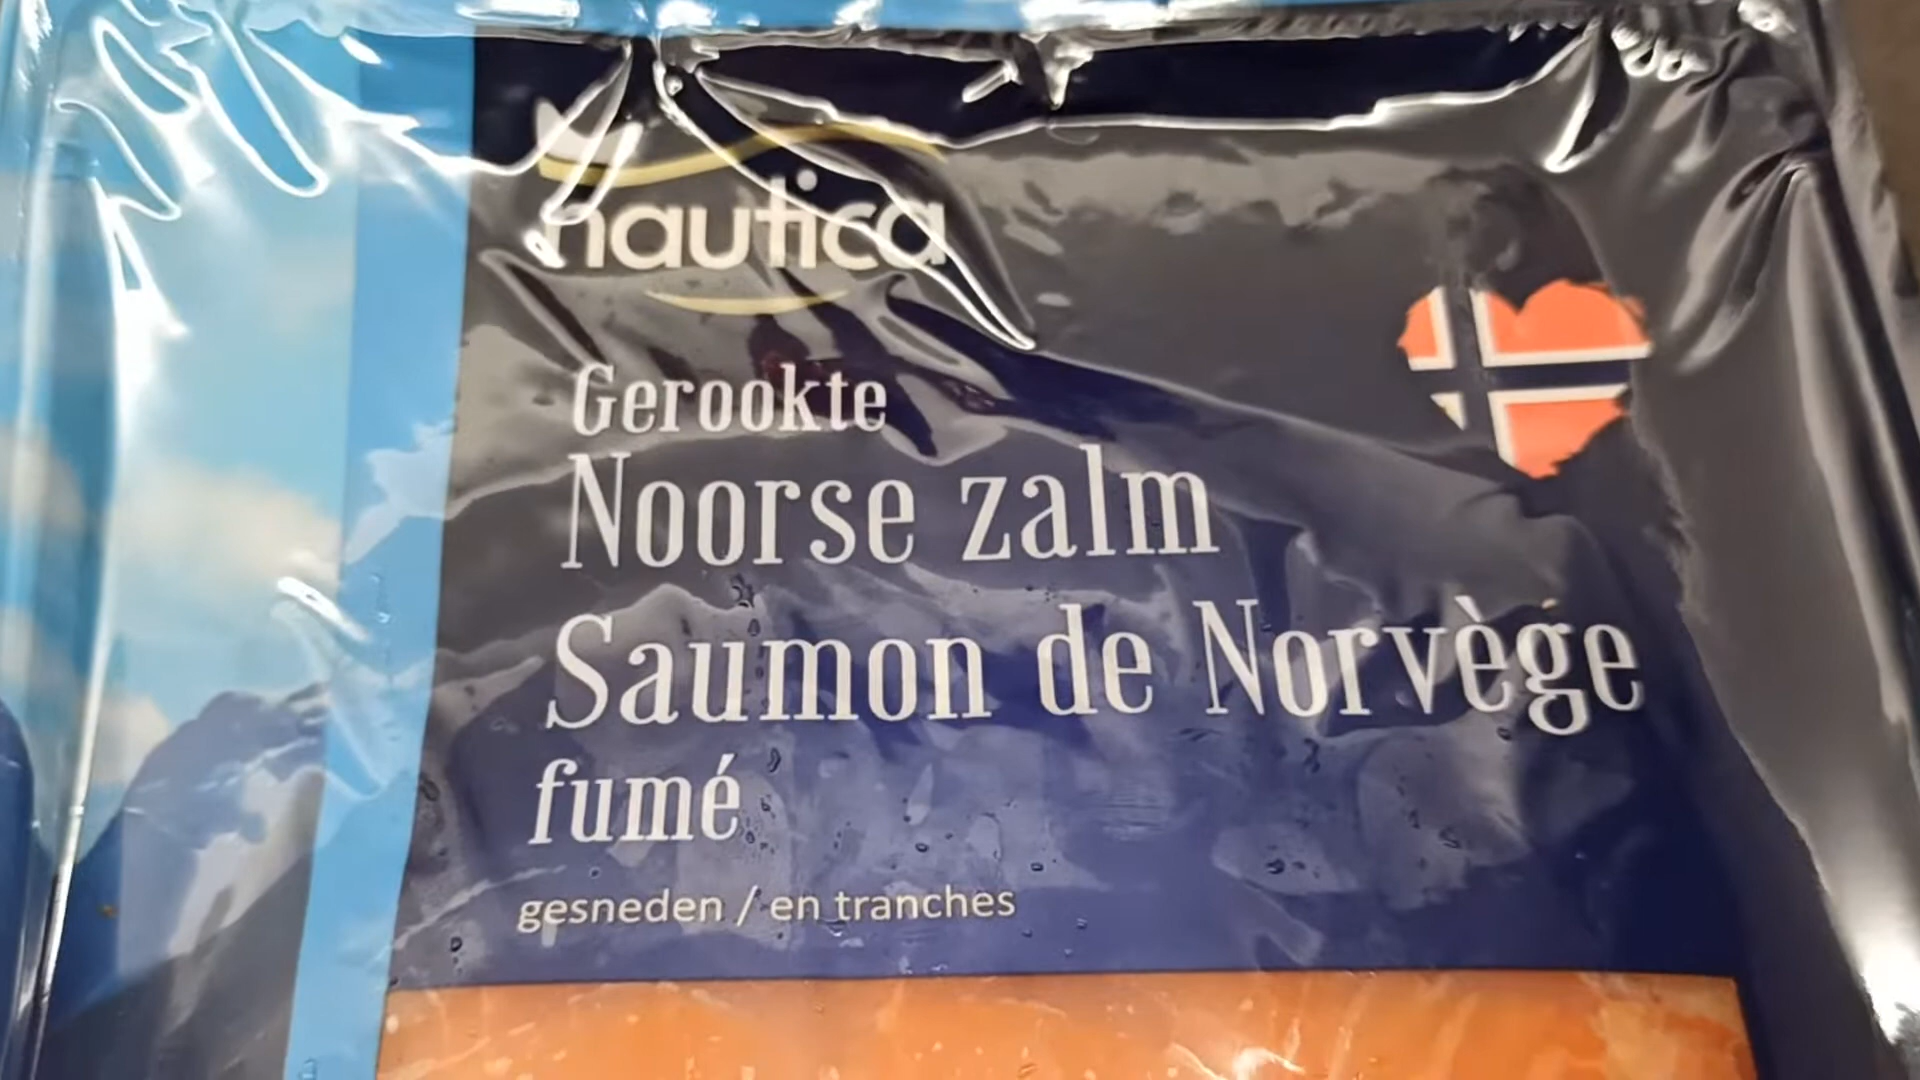 nautica
Gerookte
Noorse zalm
Saumon de Norvège
fumé
gesneden / en tranches